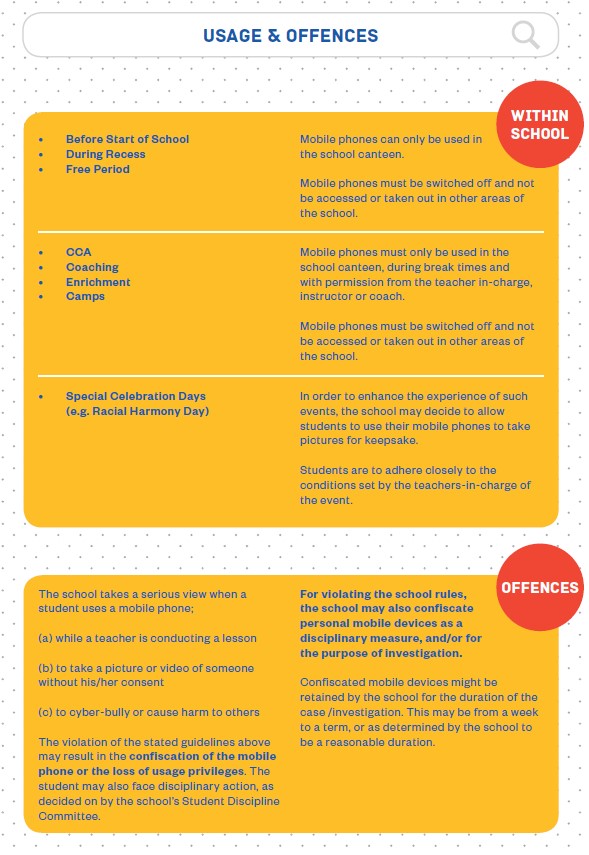 USAGE & OFFENCES
WITHIN
SCHOOL
• Before Start of School
• During Recess
• Free Period
Mobile phones can only be used in
the school canteen.
Mobile phones must be switched off and not
be accessed or taken out in other areas of
the school.
• CCA
• Coaching
• Enrichment
• Camps
Mobile phones must only be used in the
school canteen, during break times and
with permission from the teacher in-charge,
instructor or coach.
Mobile phones must be switched off and not
be accessed or taken out in other areas of
the school.
• Special Celebration Days
(e.g. Racial Harmony Day)
In order to enhance the experience of such
events, the school may decide to allow
students to use their mobile phones to take
pictures for keepsake.
Students are to adhere closely to the
conditions set by the teachers-in-charge of
the event.
OFFENCES
The school takes a serious view when a
student uses a mobile phone;
(a) while a teacher is conducting a lesson
(b) to take a picture or video of someone
without his/her consent
(c) to cyber-bully or cause harm to others
The violation of the stated guidelines above
may result in the confiscation of the mobile
phone or the loss of usage privileges. The
student may also face disciplinary action, as
decided on by the school's Student Discipline
Committee.
For violating the school rules,
the school may also confiscate
personal mobile devices as a
disciplinary measure, and/or for
the purpose of investigation.
Confiscated mobile devices might be
retained by the school for the duration of the
case /investigation. This may be from a week
to a term, or as determined by the school to
be a reasonable duration.